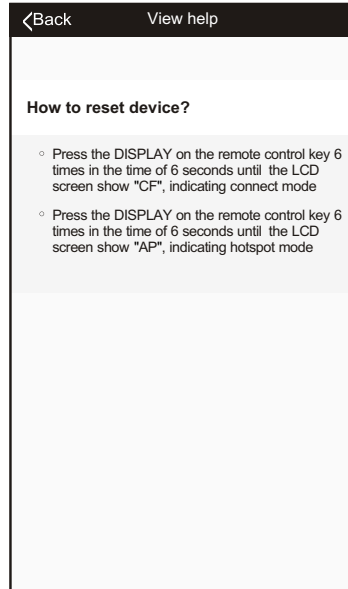 Back View help
How to reset device?
○ Press the DISPLAY on the remote control key 6
times in the time of 6 seconds until the LCD
screen show "CF", indicating connect mode
○ Press the DISPLAY on the remote control key 6
times in the time of 6 seconds until the LCD
screen show "AP", indicating hotspot mode